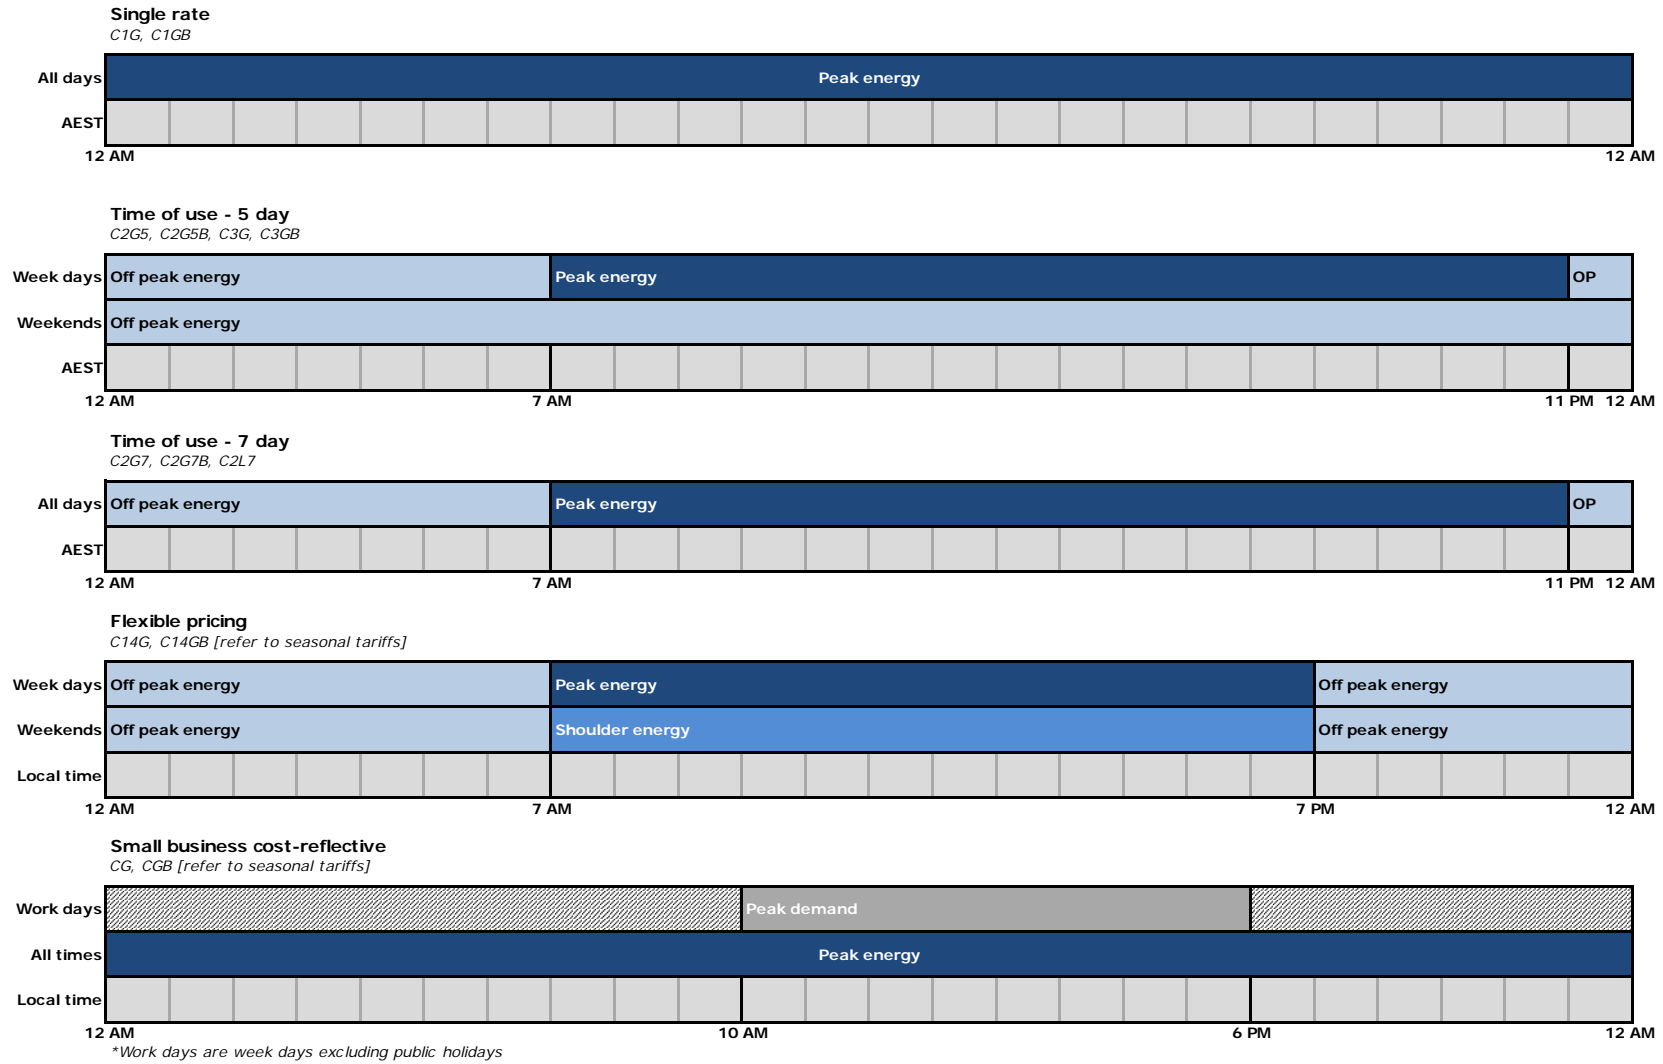 Single rate
C1G, C1GB
All days Peak energy
AEST
12 AM 12 AM
Time of use - 5 day
C2G5, C2G5B, C3G, C3GB
Week days Off peak energy Peak energy OP
Weekends Off peak energy
AEST
12 AM 7 AM 11 PM 12 AM
Time of use - 7 day
C2G7, C2G7B, C2L7
All days Off peak energy Peak energy OP
AEST
12 AM 7 AM 11 PM 12 AM
Flexible pricing
C14G, C14GB [refer to seasonal tariffs]
Week days Off peak energy Peak energy Off peak energy
Weekends Off peak energy Shoulder energy Off peak energy
Local time
12 AM 7 AM 7 PM 12 AM
Small business cost-reflective
CG, CGB [refer to seasonal tariffs]
Work days Peak demand
All times Peak energy
Local time
12 AM 10 AM 6 PM 12 AM
*Work days are week days excluding public holidays